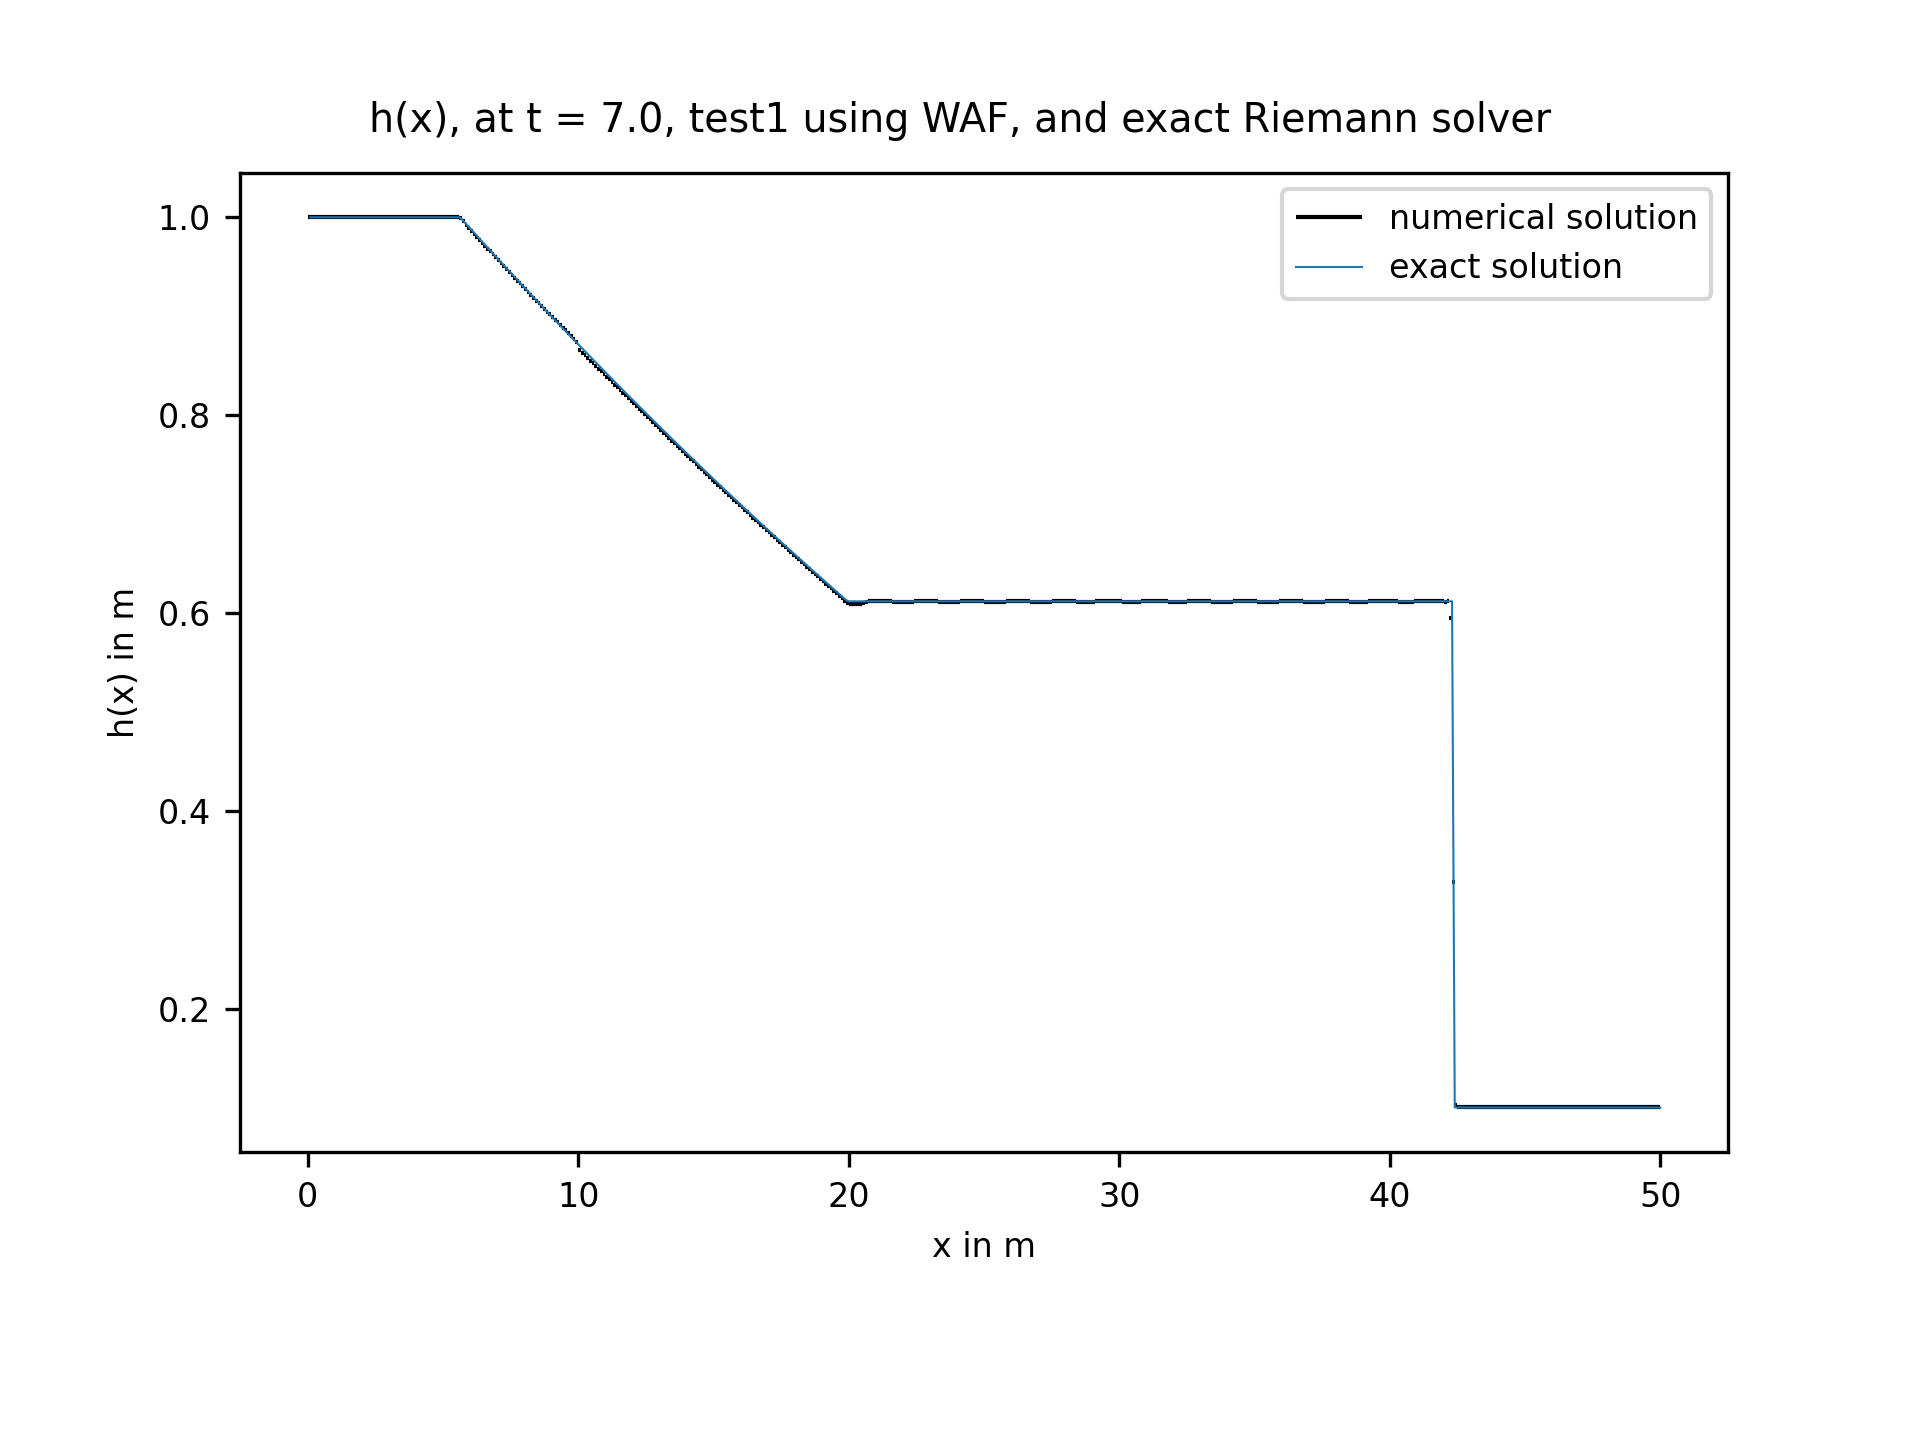 h(x), at t = 7.0, test1 using WAF, and exact Riemann solver
numerical solution
exact solution
h(x) in m
1.0
0.8
0.6
0.4
0.2
0
10
20
30
40
50
x in m